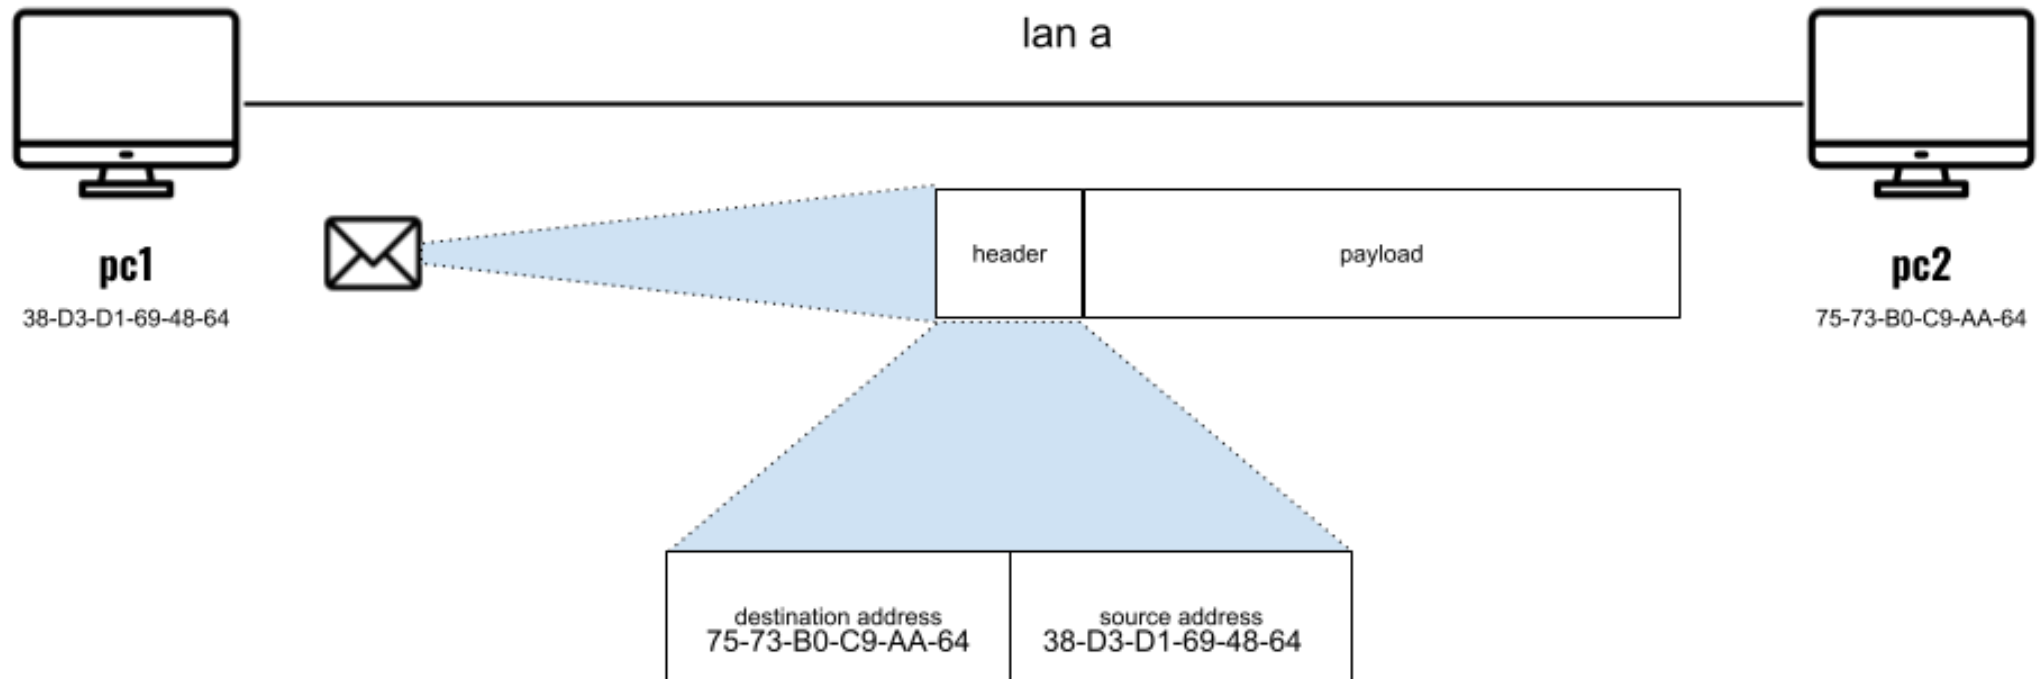 lan a
header
payload
pc1
38-D3-D1-69-48-64
pc2
75-73-B0-C9-AA-64
destination address
75-73-B0-C9-AA-64
source address
38-D3-D1-69-48-64